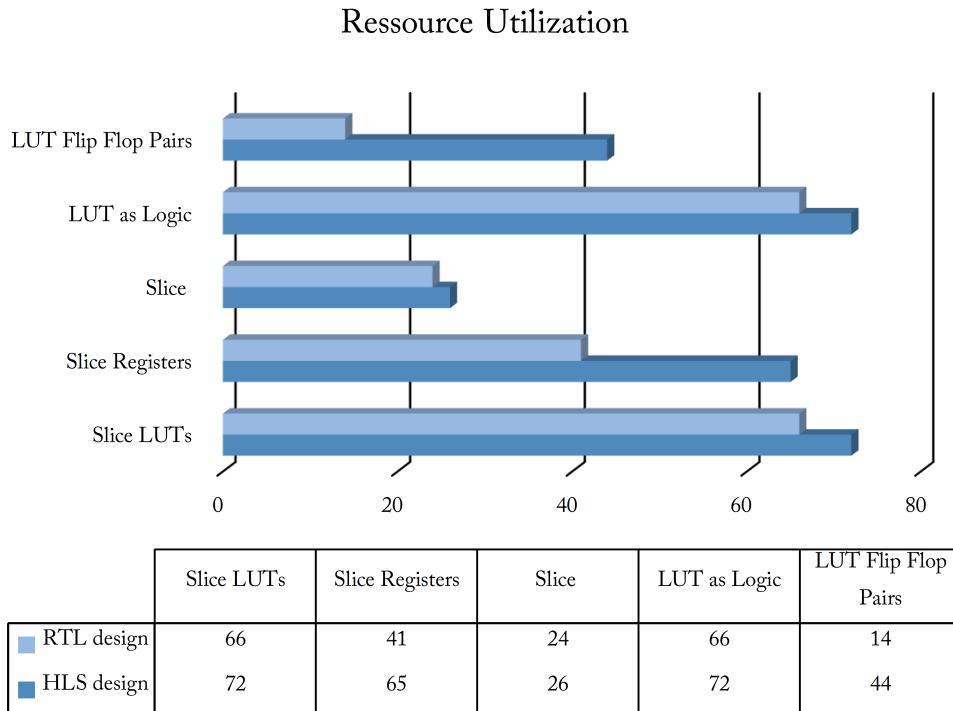 Ressource Utilization
LUT Flip Flop Pairs
LUT as Logic
Slice
Slice Registers
Slice LUTs
0 20 40 60 80
Slice LUTs Slice Registers Slice LUT as Logic LUT Flip Flop Pairs
RTL design 66 41 24 66 14
HLS design 72 65 26 72 44